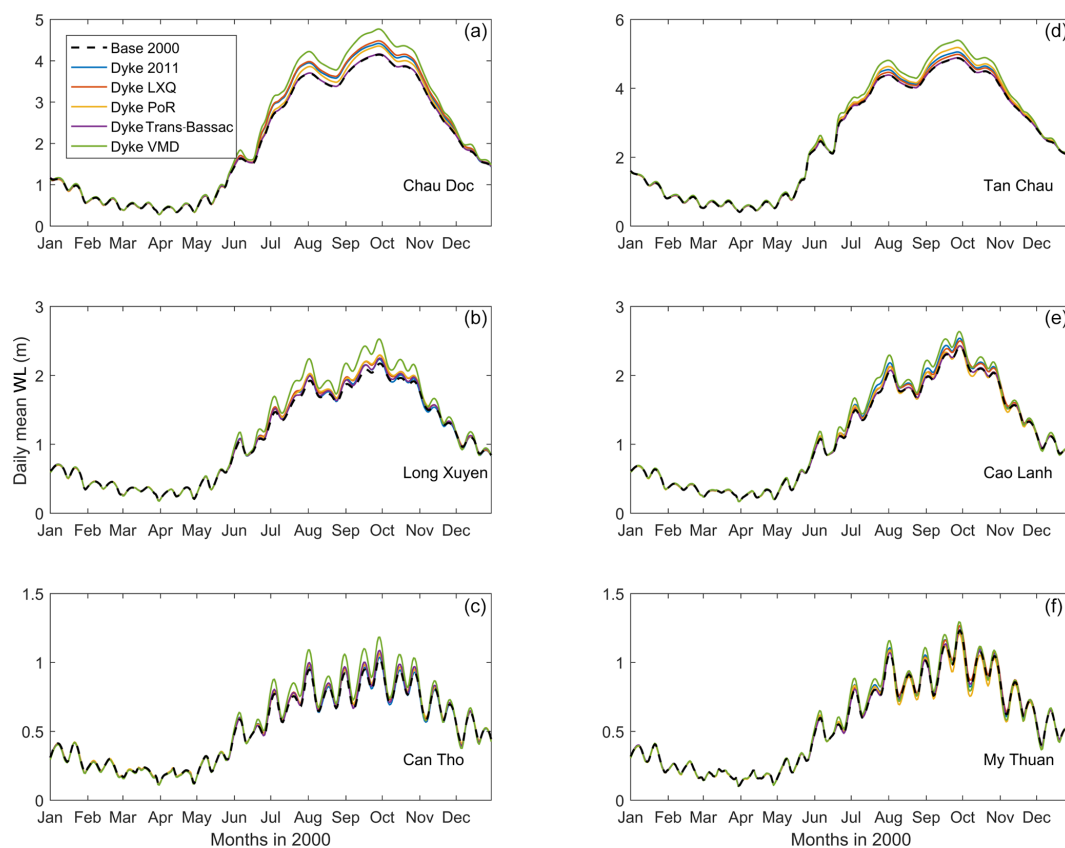 (a)
5
4
3
2
1
0
Base 2000
Dyke 2011
Dyke LXQ
Dyke PoR
Dyke Trans-Bassac
Dyke VMD
Chau Doc
Jan Feb Mar Apr May Jun Jul Aug Sep Oct Nov Dec
(d)
6
4
2
0
Tan Chau
Jan Feb Mar Apr May Jun Jul Aug Sep Oct Nov Dec
Daily mean WL (m)
(b)
3
2
1
0
Long Xuyen
Jan Feb Mar Apr May Jun Jul Aug Sep Oct Nov Dec
(e)
3
2
1
0
Cao Lanh
Jan Feb Mar Apr May Jun Jul Aug Sep Oct Nov Dec
(c)
1.5
1
0.5
0
Can Tho
Jan Feb Mar Apr May Jun Jul Aug Sep Oct Nov Dec
Months in 2000
(f)
1.5
1
0.5
0
My Thuan
Jan Feb Mar Apr May Jun Jul Aug Sep Oct Nov Dec
Months in 2000